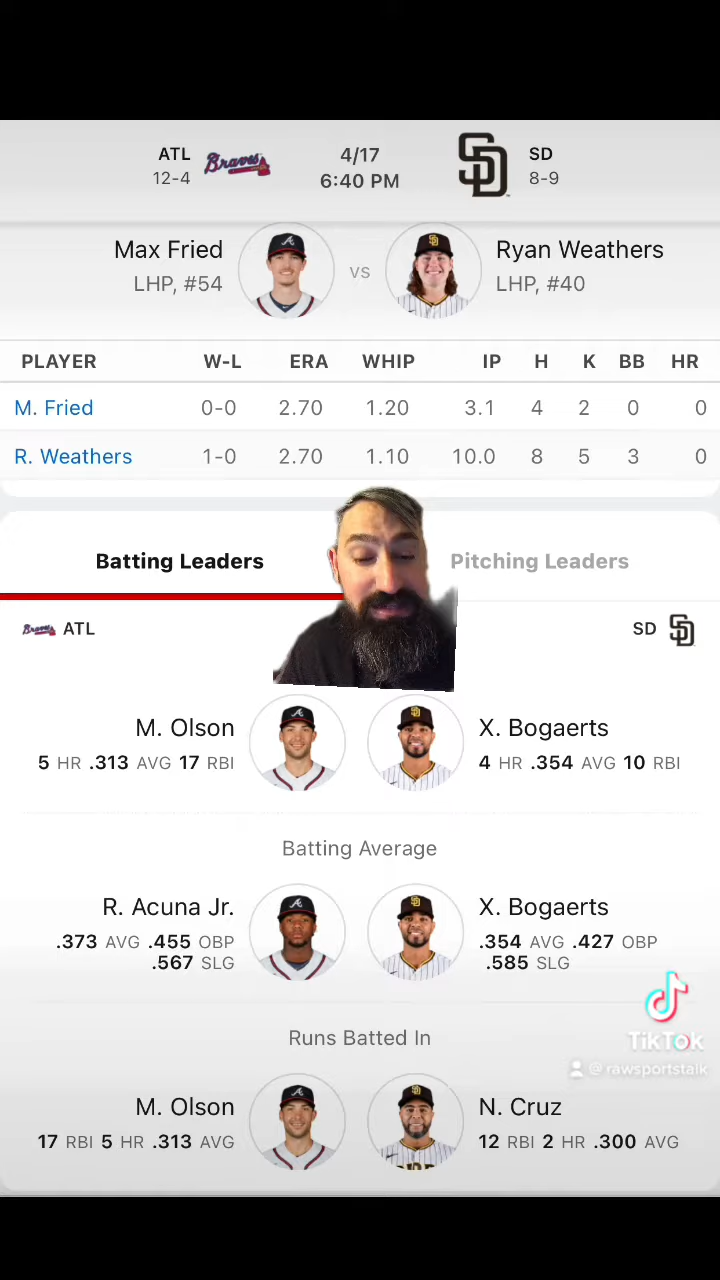 ATL
12-4
Braves
4/17
6:40 PM
SD
SD
8-9
Max Fried
LHP, #54
vs
Ryan Weathers
LHP, #40
PLAYER W-L ERA WHIP IP H K BB HR
M. Fried 0-0 2.70 1.20 3.1 4 2 0 0
R. Weathers 1-0 2.70 1.10 10.0 8 5 3 0
Batting Leaders
Pitching Leaders
Braves ATL
SD SD
M. Olson
5 HR .313 AVG 17 RBI
X. Bogaerts
4 HR .354 AVG 10 RBI
Batting Average
R. Acuna Jr.
.373 AVG .455 OBP
.567 SLG
X. Bogaerts
.354 AVG .427 OBP
.585 SLG
Runs Batted In
M. Olson
17 RBI 5 HR .313 AVG
N. Cruz
12 RBI 2 HR .300 AVG
TikTok
@rawsportstalk